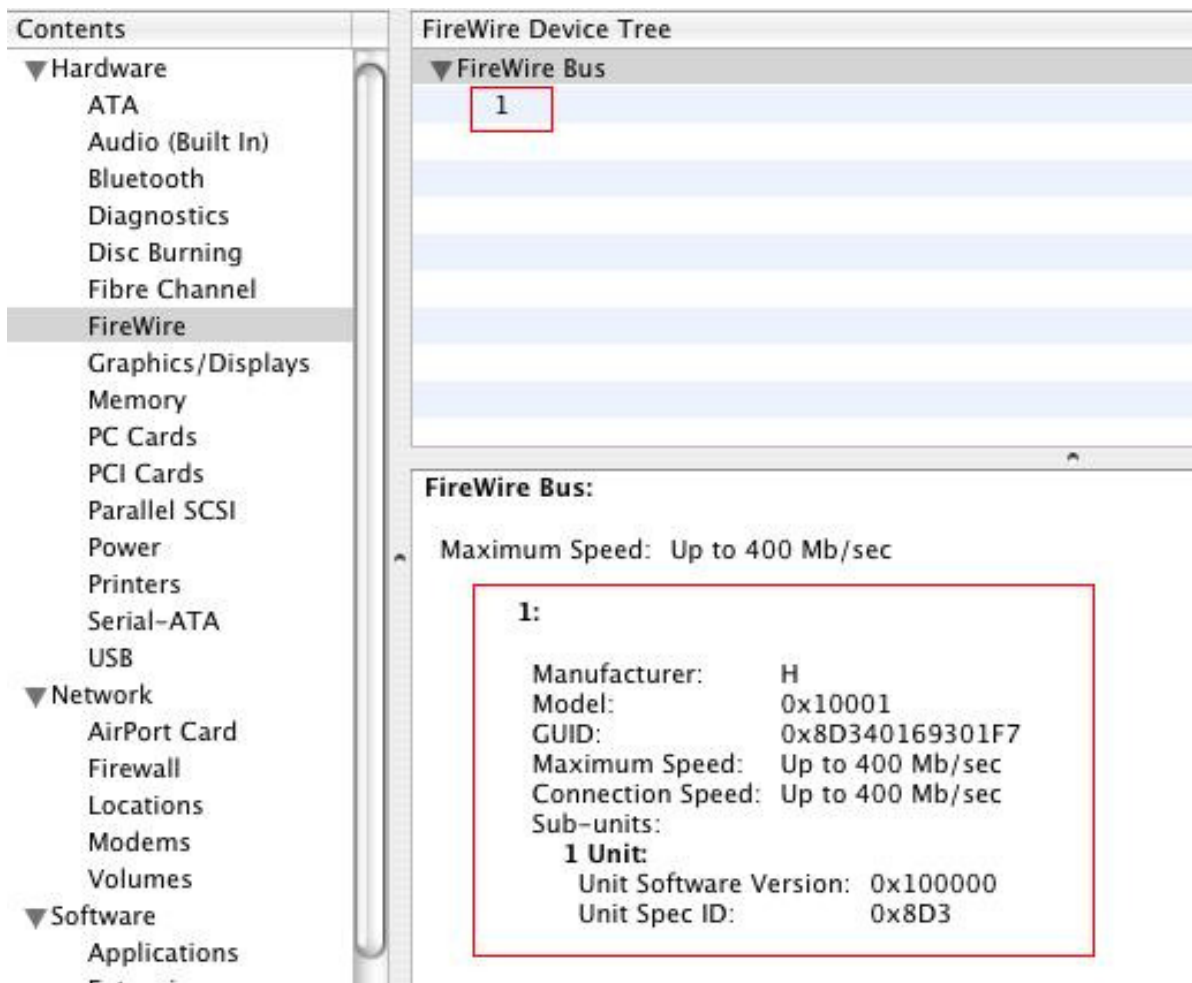 Contents
Hardware
ATA
Audio (Built In)
Bluetooth
Diagnostics
Disc Burning
Fibre Channel
FireWire
Graphics/Displays
Memory
PC Cards
PCI Cards
Parallel SCSI
Power
Printers
Serial-ATA
USB
Network
AirPort Card
Firewall
Locations
Modems
Volumes
Software
Applications
FireWire Device Tree
FireWire Bus
1
FireWire Bus:
Maximum Speed: Up to 400 Mb/sec
1:
Manufacturer: H
Model: 0x10001
GUID: 0x8D340169301F7
Maximum Speed: Up to 400 Mb/sec
Connection Speed: Up to 400 Mb/sec
Sub-units:
1 Unit:
Unit Software Version: 0x100000
Unit Spec ID: 0x8D3